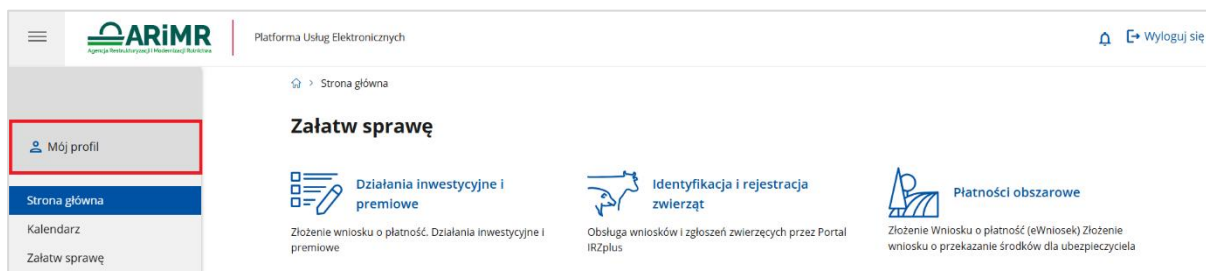 ARiMR
Agencja Restrukturyzacji i Modernizacji Rolnictwa
Platforma Usług Elektronicznych
Wyloguj się
Strona główna
Załatw sprawę
Mój profil
Strona główna
Kalendarz
Załatw sprawę
Działania inwestycyjne i
premiowe
Złożenie wniosku o płatność. Działania inwestycyjne i
premiowe
Identyfikacja i rejestracja
zwierząt
Obsługa wniosków i zgłoszeń zwierzęcych przez Portal
IRZplus
Płatności obszarowe
Złożenie Wniosku o płatność (eWniosek) Złożenie
wniosku o przekazanie środków dla ubezpieczyciela